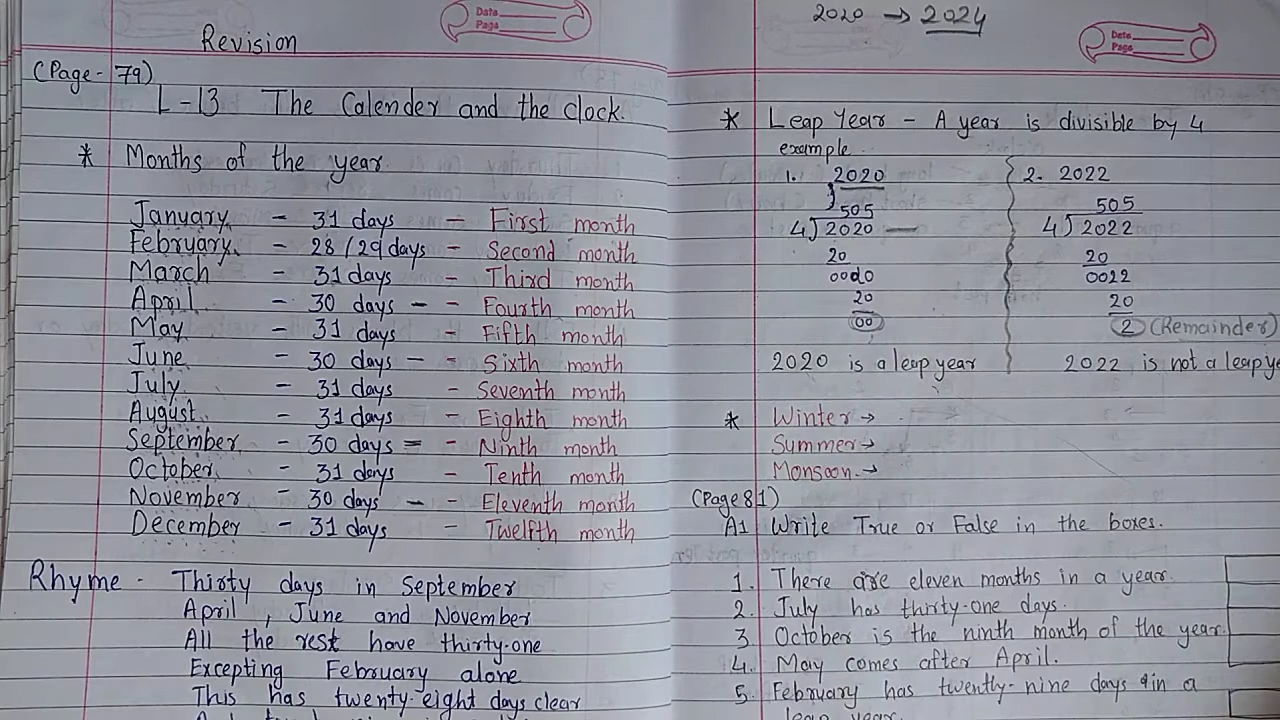 Date
Page
Revision
(Page - 79)
L-13 The Calender and the clock.
* Months of the year
January - 31 days - First month
February - 28/29 days - Second month
March - 31 days - Third month
April - 30 days - - Fourth month
May - 31 days - Fifth month
June - 30 days - - Sixth month
July - 31 days - Seventh month
August - 31 days - Eighth month
September - 30 days = - Ninth month
October - 31 days - Tenth month
November - 30 days - - Eleventh month
December - 31 days - Twelfth month
Rhyme - Thirty days in September
April, June and November
All the rest have thirty-one
Excepting February alone
This has twenty-eight days clear
2020 → 2024
Date
Page
* Leap Year - A year is divisible by 4
example
1. 2020
505
4)2020
20
0020
20
00
2020 is a leap year
2. 2022
505
4)2022
20
0022
20
2 (Remainder)
2022 is not a leap ye
* Winter →
Summer →
Monsoon →
(Page 81)
A1 Write True or False in the boxes.
1. There are eleven months in a year.
2. July has thirty-one days.
3. October is the ninth month of the year.
4. May comes after April.
5. February has twently-nine days in a
leap year.